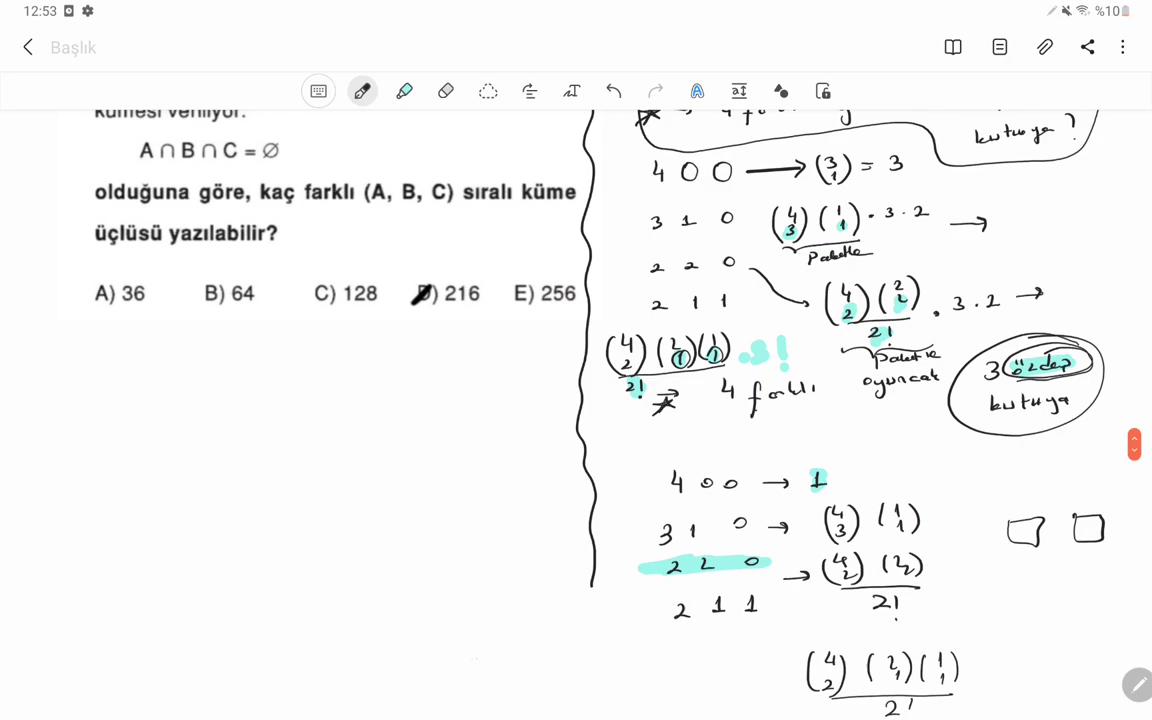 12:53
%10
Başlık
kümesi veriliyor.
A ∩ B ∩ C = ∅
olduğuna göre, kaç farklı (A, B, C) sıralı küme
üçlüsü yazılabilir?
A) 36 B) 64 C) 128 D) 216 E) 256
kutuya ?
4 0 0 → (3 1) = 3
3 1 0 (4 3) (1 1) . 3 . 2 →
Paketle
2 2 0
(4 2) (2 2) / 2! . 3 . 2 →
2 1 1
(4 2) (2 1) (1 1) / 2! . 3!
paketle
oyuncak
4 farklı
3 özdeş
kutuya
4 0 0 → 1
3 1 0 → (4 3) (1 1)
2 2 0 → (4 2) (2 2) / 2!
2 1 1
(4 2) (2 1) (1 1) / 2!